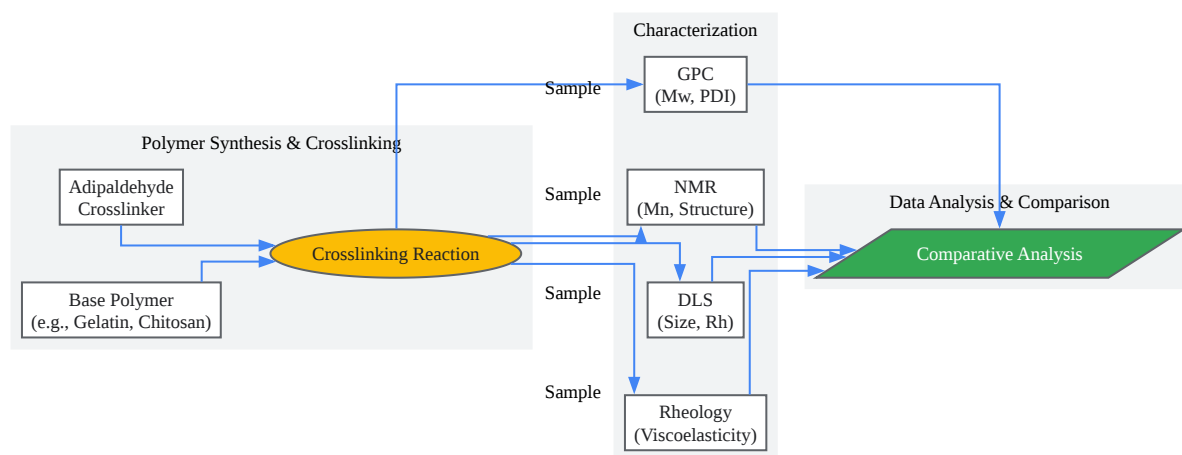 Characterization
GPC
(Mw, PDI)
Sample
Polymer Synthesis & Crosslinking
Adipaldehyde
Crosslinker
Sample
NMR
(Mn, Structure)
Data Analysis & Comparison
Crosslinking Reaction
Comparative Analysis
Base Polymer
(e.g., Gelatin, Chitosan)
Sample
DLS
(Size, Rh)
Sample
Rheology
(Viscoelasticity)